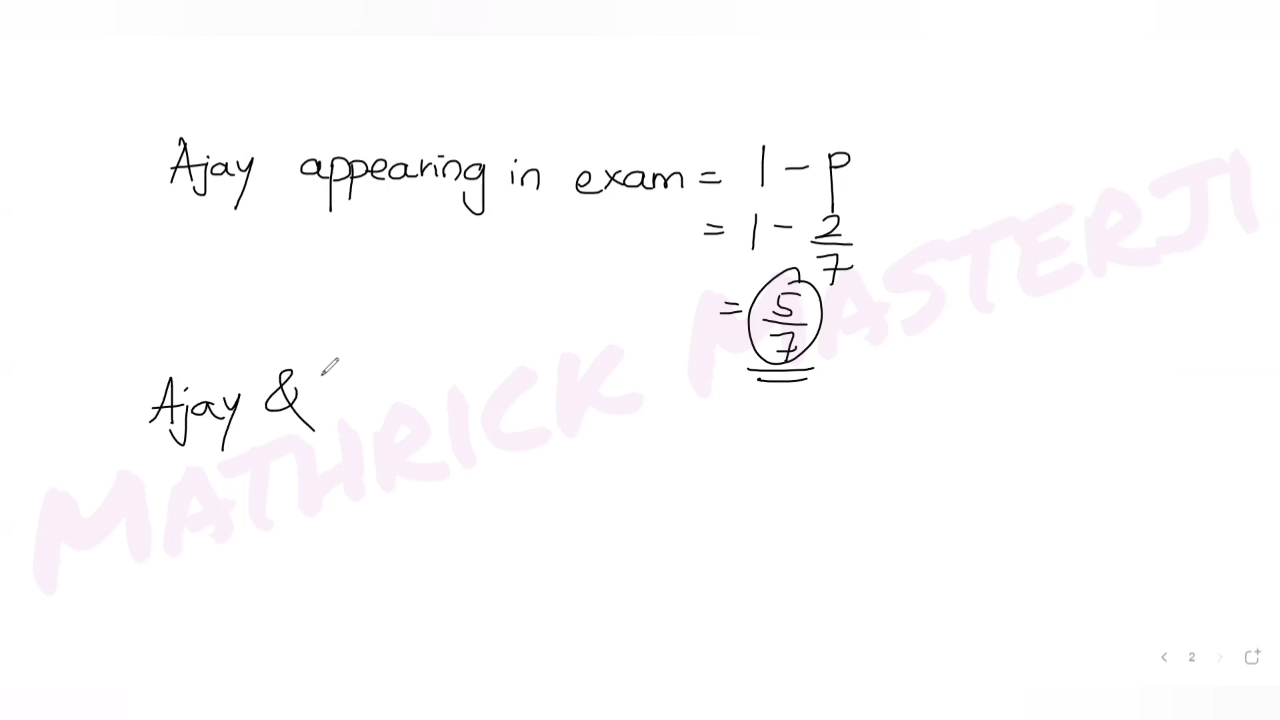 Ajay appearing in exam = 1 - p
= 1 - 2/7
= 5/7
Ajay &
MATHRICK MASTERJI
2